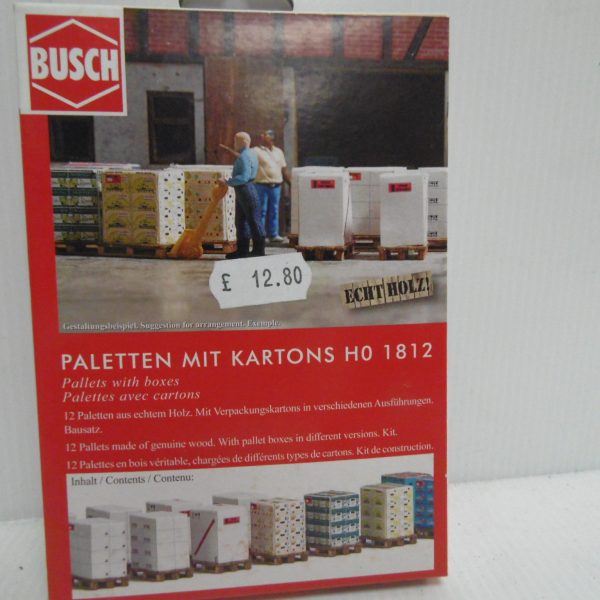 BUSCH
£ 12.80
ECHT HOLZ!
Gestaltungsbeispiel. Suggestion for arrangement. Exemple.
PALETTEN MIT KARTONS H0 1812
Pallets with boxes
Palettes avec cartons
12 Paletten aus echtem Holz. Mit Verpackungskartons in verschiedenen Ausführungen.
Bausatz.
12 Pallets made of genuine wood. With pallet boxes in different versions. Kit.
12 Palettes en bois véritable, chargées de différents types de cartons. Kit de construction.
Inhalt / Contents / Contenu: